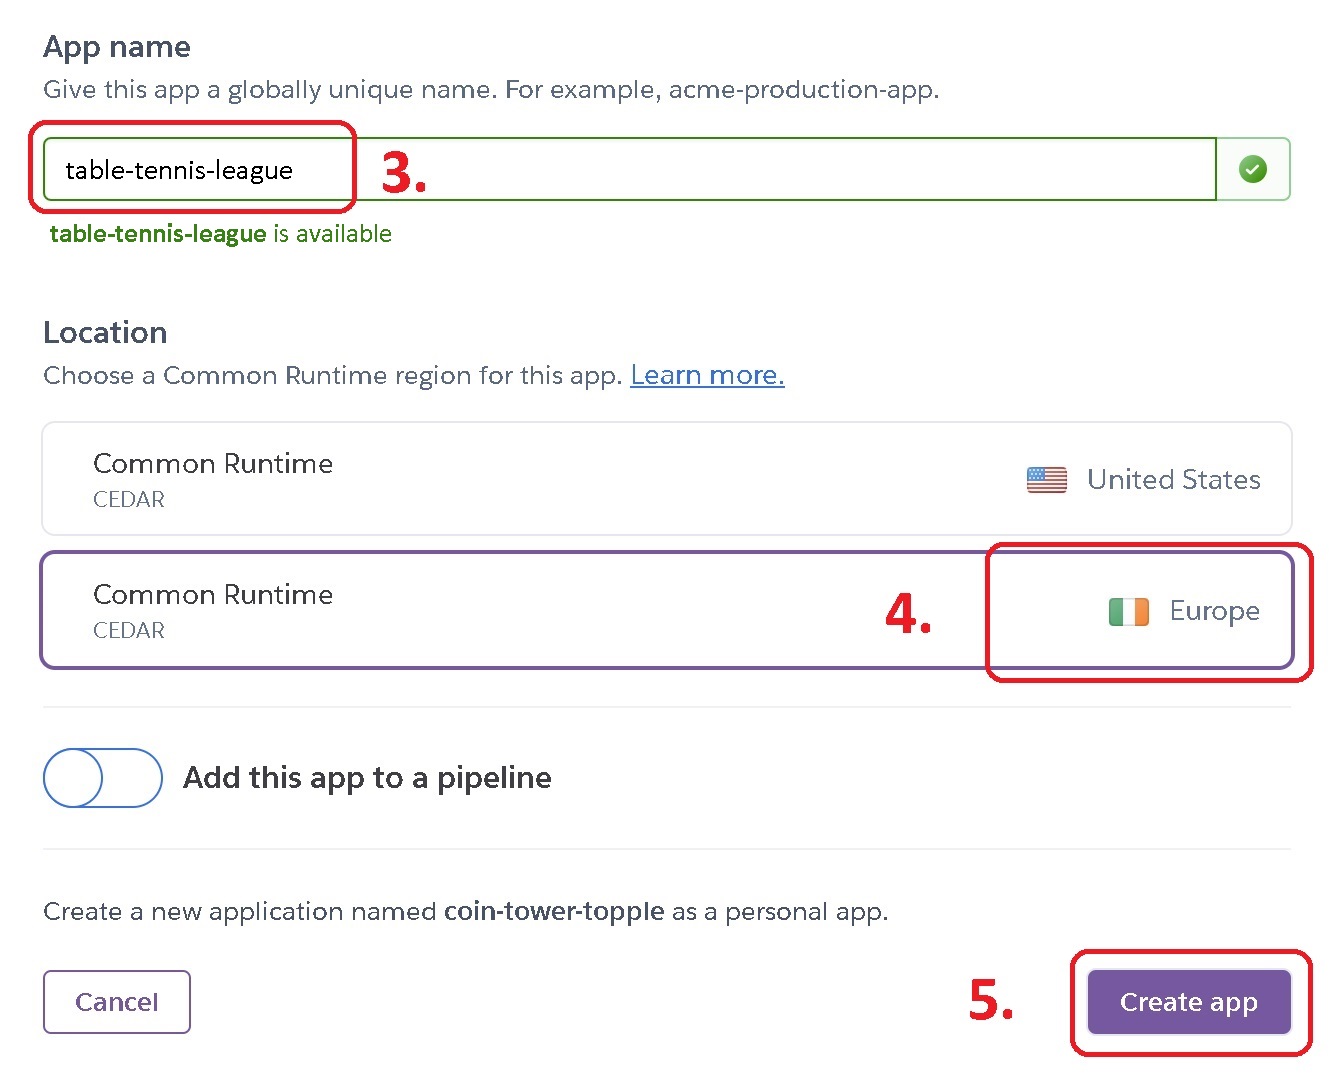 App name
Give this app a globally unique name. For example, acme-production-app.
table-tennis-league 3.
table-tennis-league is available
Location
Choose a Common Runtime region for this app. Learn more.
Common Runtime
CEDAR
United States
Common Runtime
CEDAR
4. Europe
Add this app to a pipeline
Create a new application named coin-tower-topple as a personal app.
Cancel 5. Create app